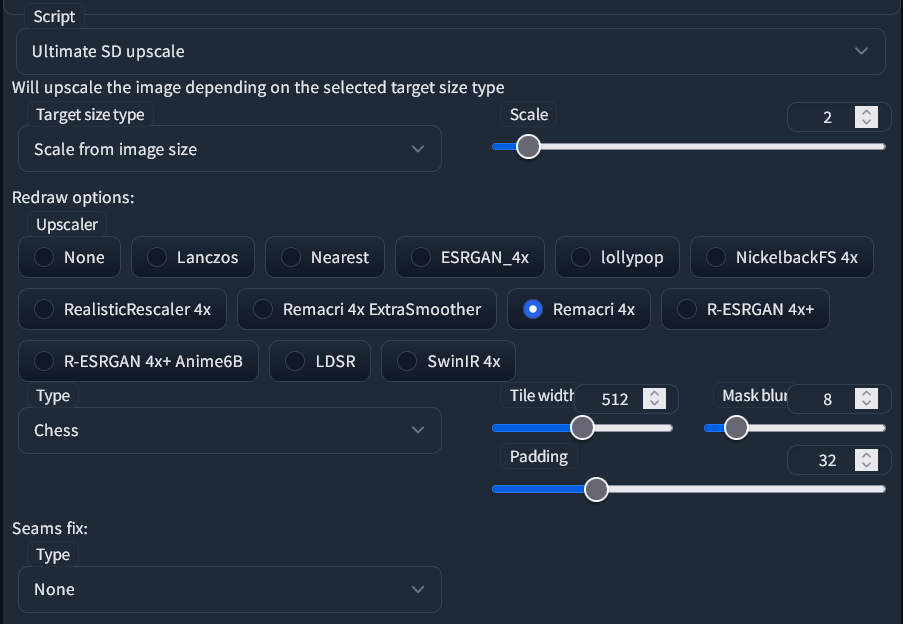 Script
Ultimate SD upscale
Will upscale the image depending on the selected target size type
Target size type
Scale
2
Scale from image size
Redraw options:
Upscaler
None
Lanczos
Nearest
ESRGAN_4x
lollypop
NickelbackFS 4x
RealisticRescaler 4x
Remacri 4x ExtraSmoother
Remacri 4x
R-ESRGAN 4x+
R-ESRGAN 4x+ Anime6B
LDSR
SwinIR 4x
Type
Tile width
512
Mask blur
8
Chess
Padding
32
Seams fix:
Type
None